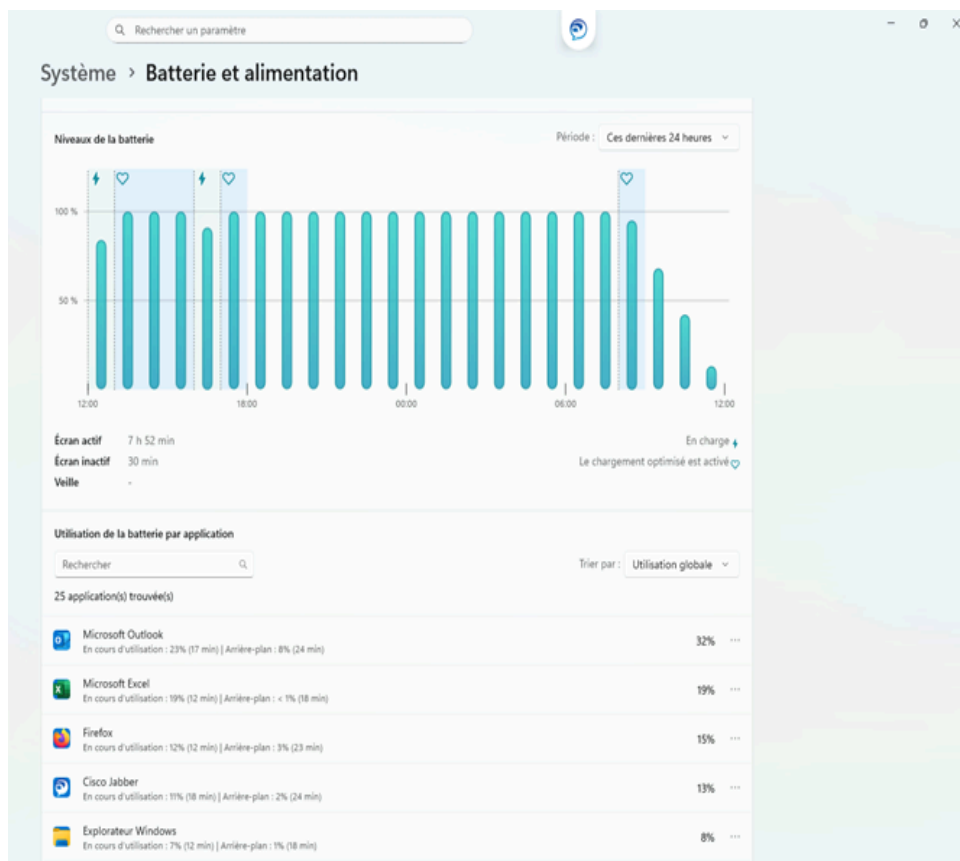 Rechercher un paramètre
Système > Batterie et alimentation
Niveaux de la batterie
Période : Ces dernières 24 heures
100 %
50 %
12:00 18:00 00:00 06:00 12:00
Écran actif 7 h 52 min En charge
Écran inactif 30 min Le chargement optimisé est activé
Veille -
Utilisation de la batterie par application
Rechercher Trier par : Utilisation globale
25 application(s) trouvée(s)
Microsoft Outlook
En cours d'utilisation : 23% (17 min) | Arrière-plan : 8% (24 min)
32%
Microsoft Excel
En cours d'utilisation : 19% (12 min) | Arrière-plan : < 1% (18 min)
19%
Firefox
En cours d'utilisation : 12% (12 min) | Arrière-plan : 3% (23 min)
15%
Cisco Jabber
En cours d'utilisation : 11% (18 min) | Arrière-plan : 2% (24 min)
13%
Explorateur Windows
En cours d'utilisation : 7% (12 min) | Arrière-plan : 1% (18 min)
8%